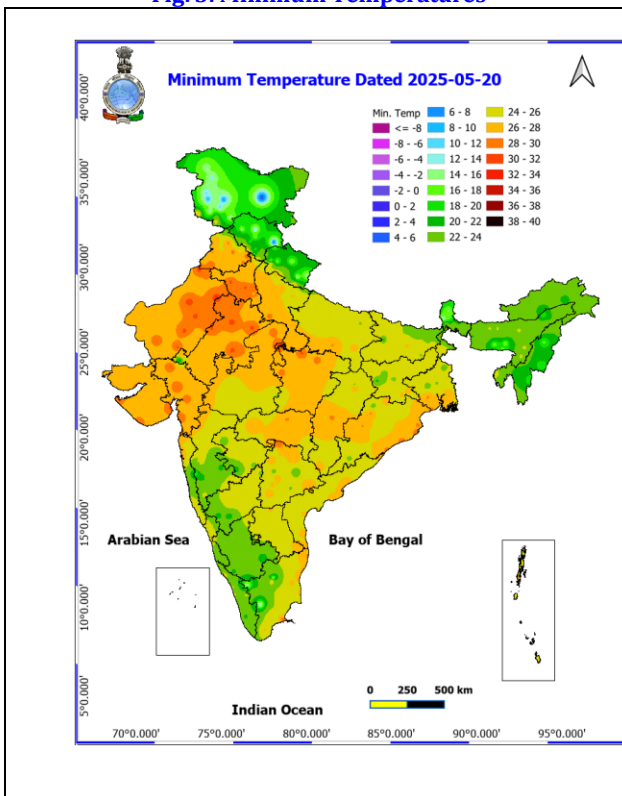 Fig. 3. Minimum Temperatures
Minimum Temperature Dated 2025-05-20
Min. Temp
<= -8
-8 - -6
-6 - -4
-4 - -2
-2 - 0
0 - 2
2 - 4
4 - 6
6 - 8
8 - 10
10 - 12
12 - 14
14 - 16
16 - 18
18 - 20
20 - 22
22 - 24
24 - 26
26 - 28
28 - 30
30 - 32
32 - 34
34 - 36
36 - 38
38 - 40
40°0.000'
35°0.000'
30°0.000'
25°0.000'
20°0.000'
15°0.000'
10°0.000'
5°0.000'
Arabian Sea
Bay of Bengal
Indian Ocean
0 250 500 km
70°0.000' 75°0.000' 80°0.000' 85°0.000' 90°0.000' 95°0.000'